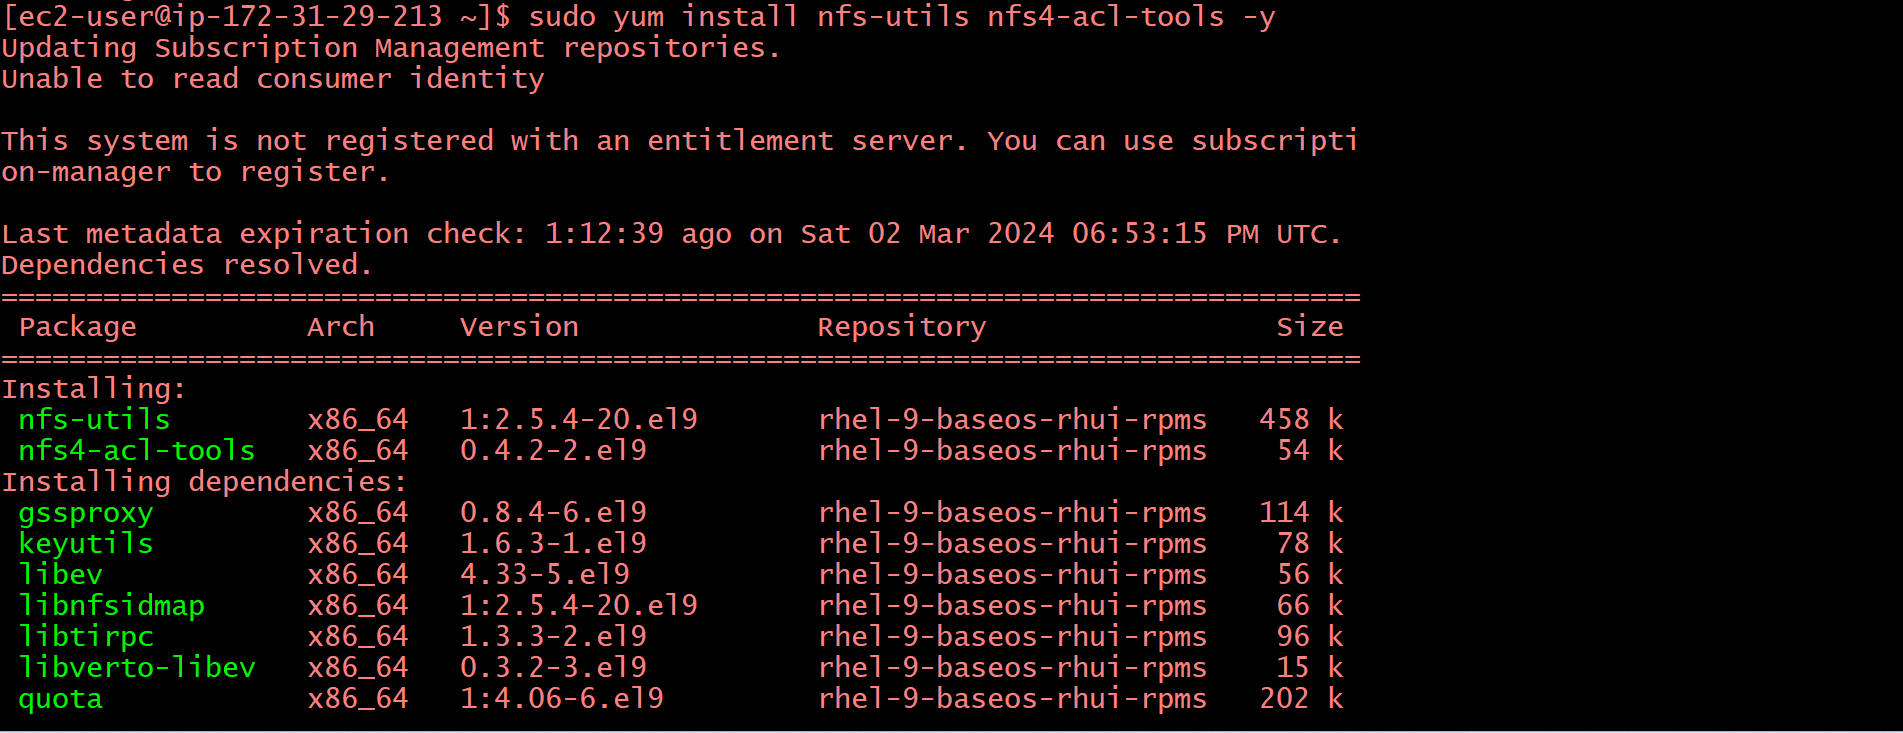 [ec2-user@ip-172-31-29-213 ~]$ sudo yum install nfs-utils nfs4-acl-tools -y
Updating Subscription Management repositories.
Unable to read consumer identity
This system is not registered with an entitlement server. You can use subscripti
on-manager to register.
Last metadata expiration check: 1:12:39 ago on Sat 02 Mar 2024 06:53:15 PM UTC.
Dependencies resolved.
================================================================================
Package Arch Version Repository Size
================================================================================
Installing:
nfs-utils x86_64 1:2.5.4-20.el9 rhel-9-baseos-rhui-rpms 458 k
nfs4-acl-tools x86_64 0.4.2-2.el9 rhel-9-baseos-rhui-rpms 54 k
Installing dependencies:
gssproxy x86_64 0.8.4-6.el9 rhel-9-baseos-rhui-rpms 114 k
keyutils x86_64 1.6.3-1.el9 rhel-9-baseos-rhui-rpms 78 k
libev x86_64 4.33-5.el9 rhel-9-baseos-rhui-rpms 56 k
libnfsidmap x86_64 1:2.5.4-20.el9 rhel-9-baseos-rhui-rpms 66 k
libtirpc x86_64 1.3.3-2.el9 rhel-9-baseos-rhui-rpms 96 k
libverto-libev x86_64 0.3.2-3.el9 rhel-9-baseos-rhui-rpms 15 k
quota x86_64 1:4.06-6.el9 rhel-9-baseos-rhui-rpms 202 k